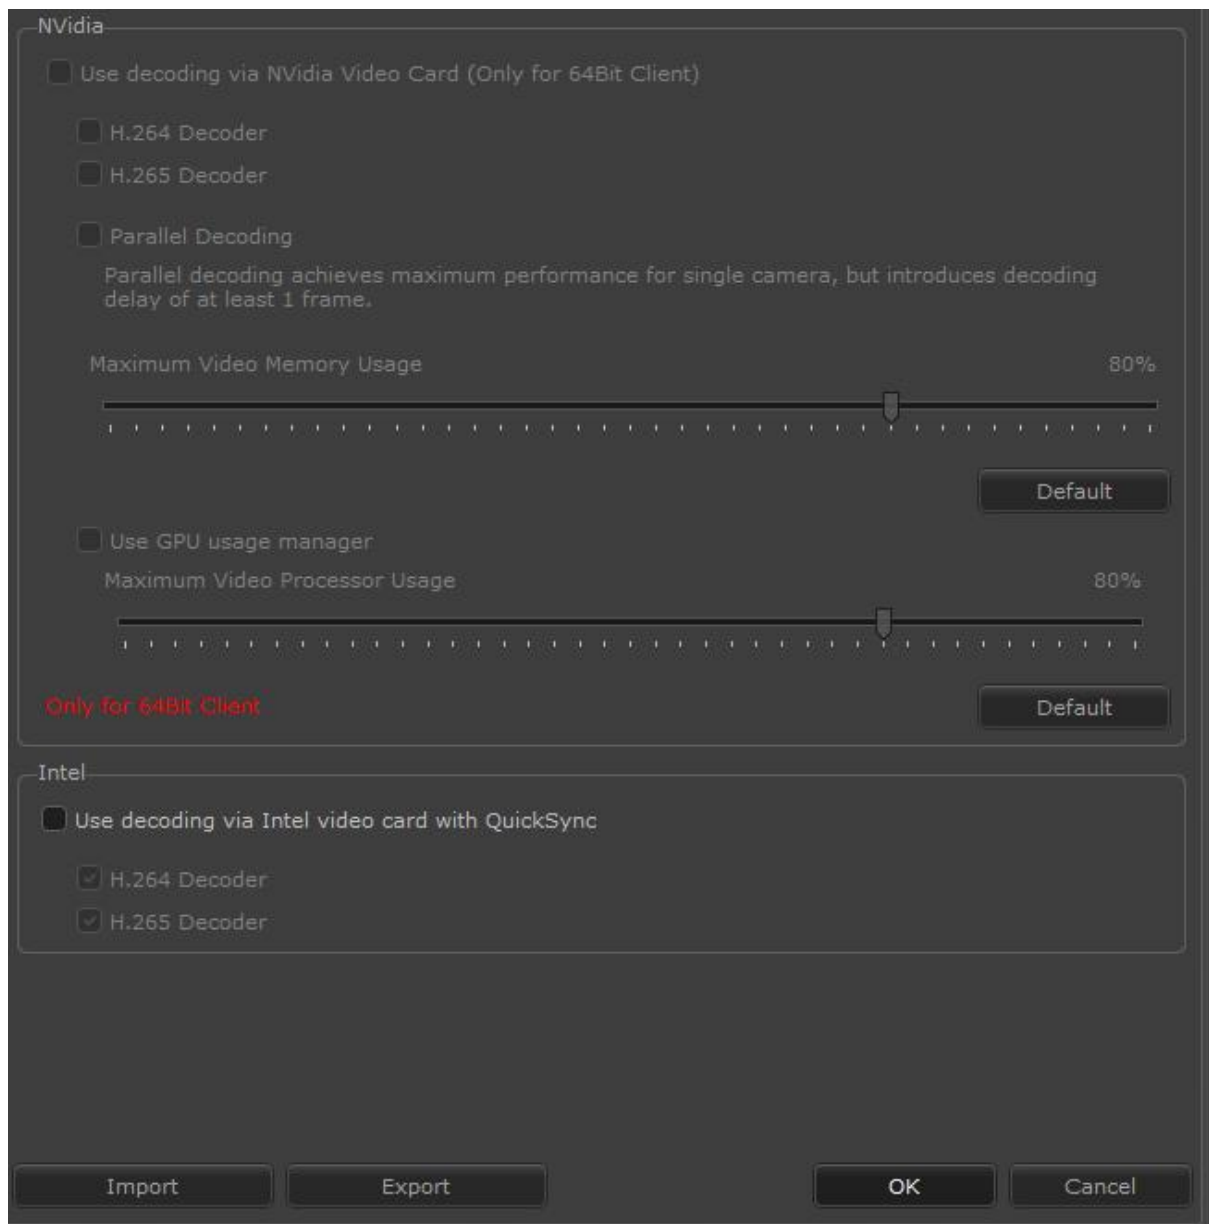 NVidia
Use decoding via NVidia Video Card (Only for 64Bit Client)
H.264 Decoder
H.265 Decoder
Parallel Decoding
Parallel decoding achieves maximum performance for single camera, but introduces decoding
delay of at least 1 frame.
Maximum Video Memory Usage 80%
Default
Use GPU usage manager
Maximum Video Processor Usage 80%
Only for 64Bit Client Default
Intel
Use decoding via Intel video card with QuickSync
H.264 Decoder
H.265 Decoder
Import Export OK Cancel